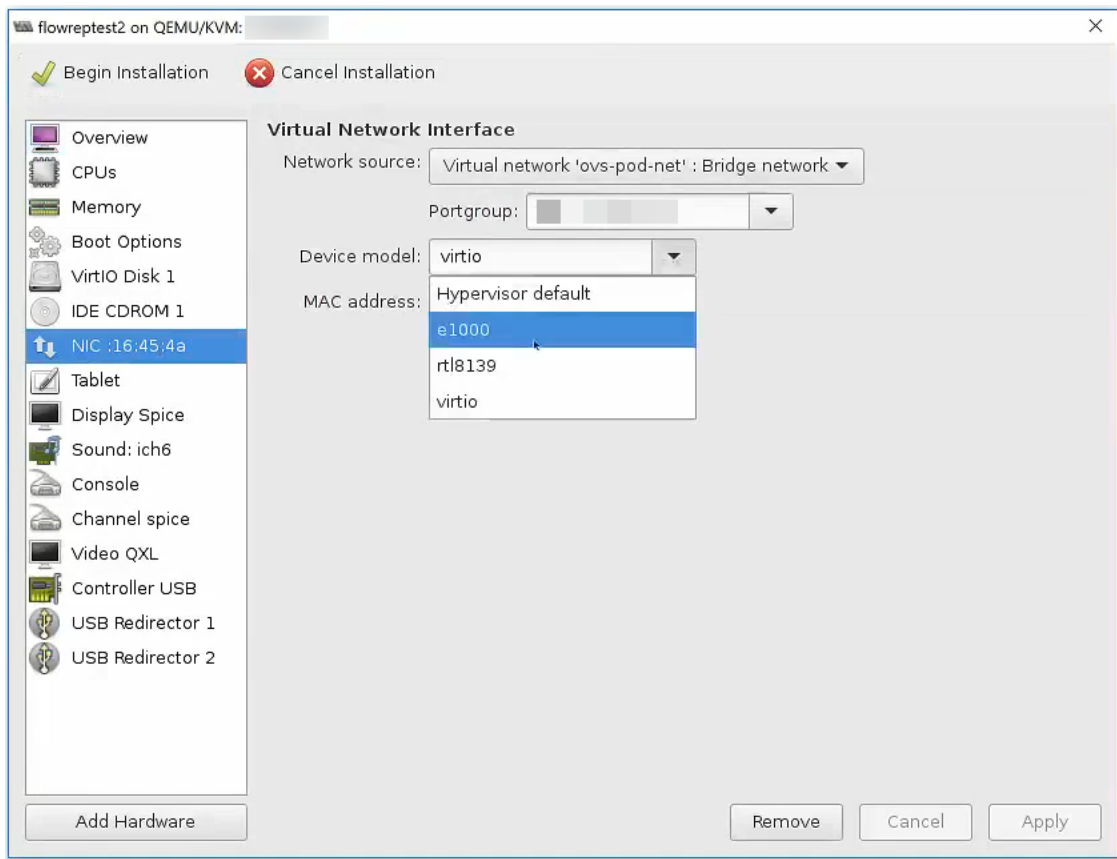 flowreptest2 on QEMU/KVM:
Begin Installation
Cancel Installation
Overview
CPUs
Memory
Boot Options
VirtIO Disk 1
IDE CDROM 1
NIC :16:45:4a
Tablet
Display Spice
Sound: ich6
Console
Channel spice
Video QXL
Controller USB
USB Redirector 1
USB Redirector 2
Add Hardware
Virtual Network Interface
Network source: Virtual network 'ovs-pod-net' : Bridge network
Portgroup:
Device model: virtio
MAC address:
Hypervisor default
e1000
rtl8139
virtio
Remove
Cancel
Apply